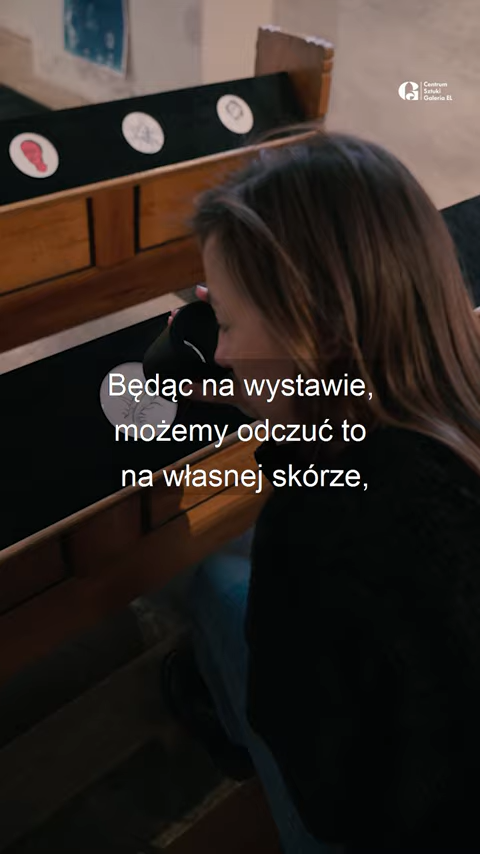 Centrum
Sztuki
Galeria EL
Będąc na wystawie,
możemy odczuć to
na własnej skórze,